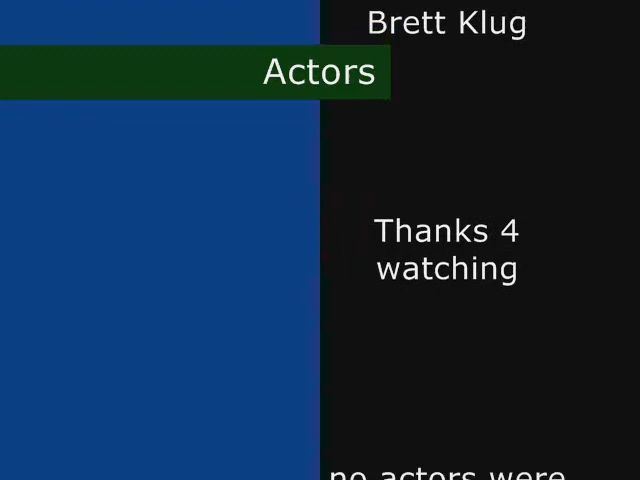 Brett Klug
Actors
Thanks 4
watching
no actors were